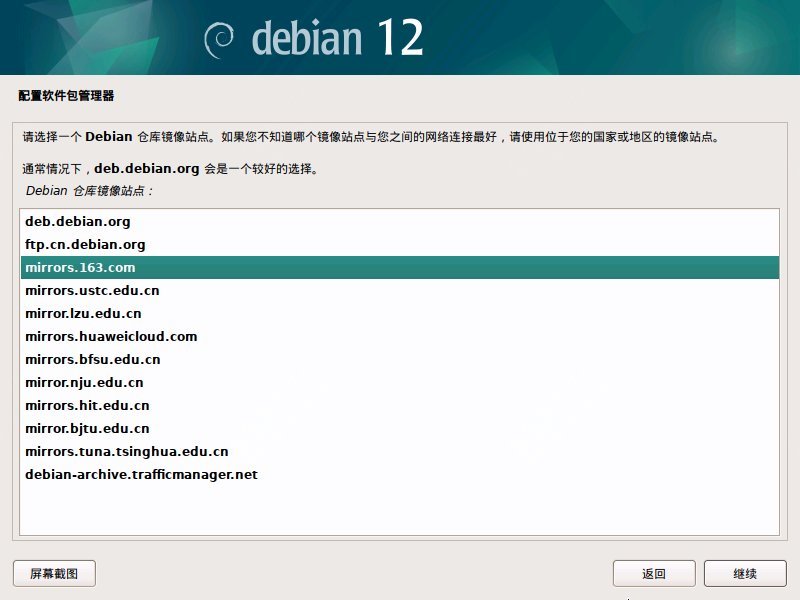 debian 12
配置软件包管理器
请选择一个 Debian 仓库镜像站点。如果您不知道哪个镜像站点与您之间的网络连接最好，请使用位于您的国家或地区的镜像站点。
通常情况下，deb.debian.org 会是一个较好的选择。
Debian 仓库镜像站点：
deb.debian.org
ftp.cn.debian.org
mirrors.163.com
mirrors.ustc.edu.cn
mirror.lzu.edu.cn
mirrors.huaweicloud.com
mirrors.bfsu.edu.cn
mirror.nju.edu.cn
mirrors.hit.edu.cn
mirror.bjtu.edu.cn
mirrors.tuna.tsinghua.edu.cn
debian-archive.trafficmanager.net
屏幕截图
返回
继续